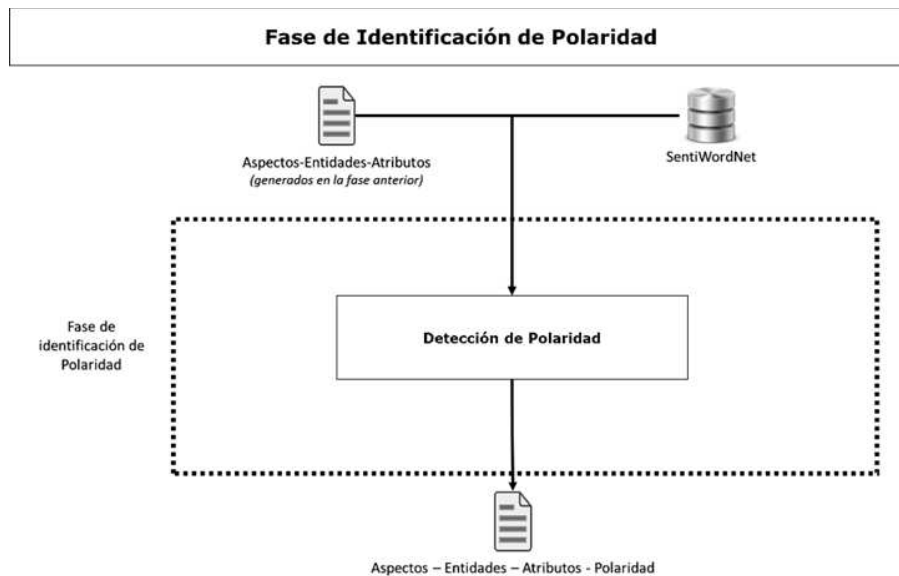 Fase de Identificación de Polaridad
Aspectos-Entidades-Atributos
(generados en la fase anterior)
SentiWordNet
Fase de
identificación de
Polaridad
Detección de Polaridad
Aspectos – Entidades – Atributos - Polaridad